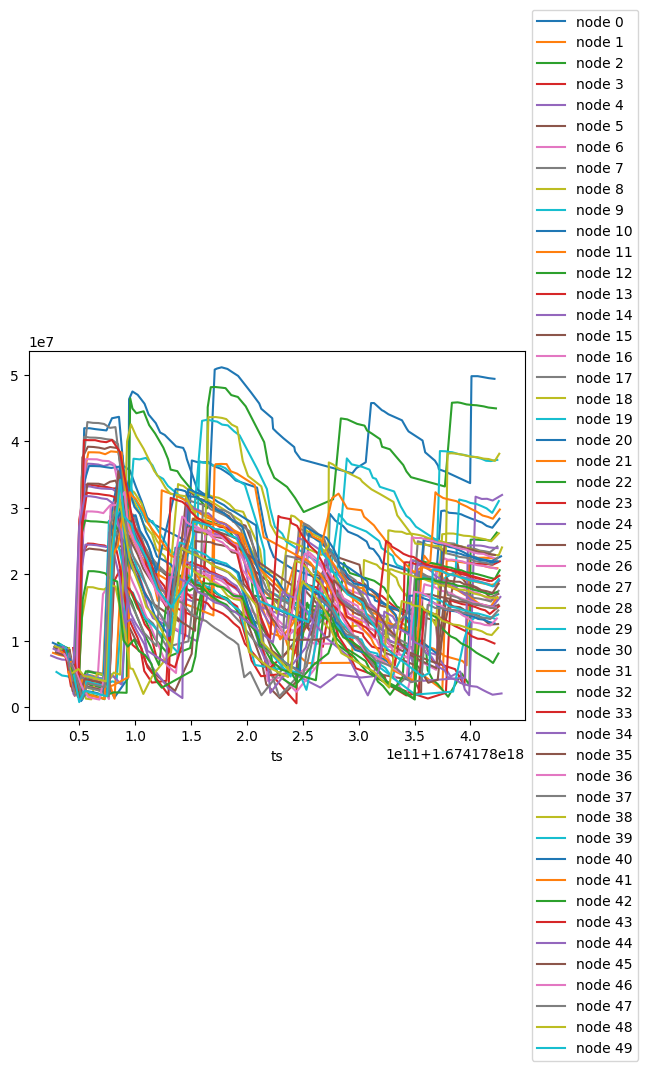 1e7
5
4
3
2
1
0
0.5 1.0 1.5 2.0 2.5 3.0 3.5 4.0
ts
1e11+1.674178e18
node 0
node 1
node 2
node 3
node 4
node 5
node 6
node 7
node 8
node 9
node 10
node 11
node 12
node 13
node 14
node 15
node 16
node 17
node 18
node 19
node 20
node 21
node 22
node 23
node 24
node 25
node 26
node 27
node 28
node 29
node 30
node 31
node 32
node 33
node 34
node 35
node 36
node 37
node 38
node 39
node 40
node 41
node 42
node 43
node 44
node 45
node 46
node 47
node 48
node 49